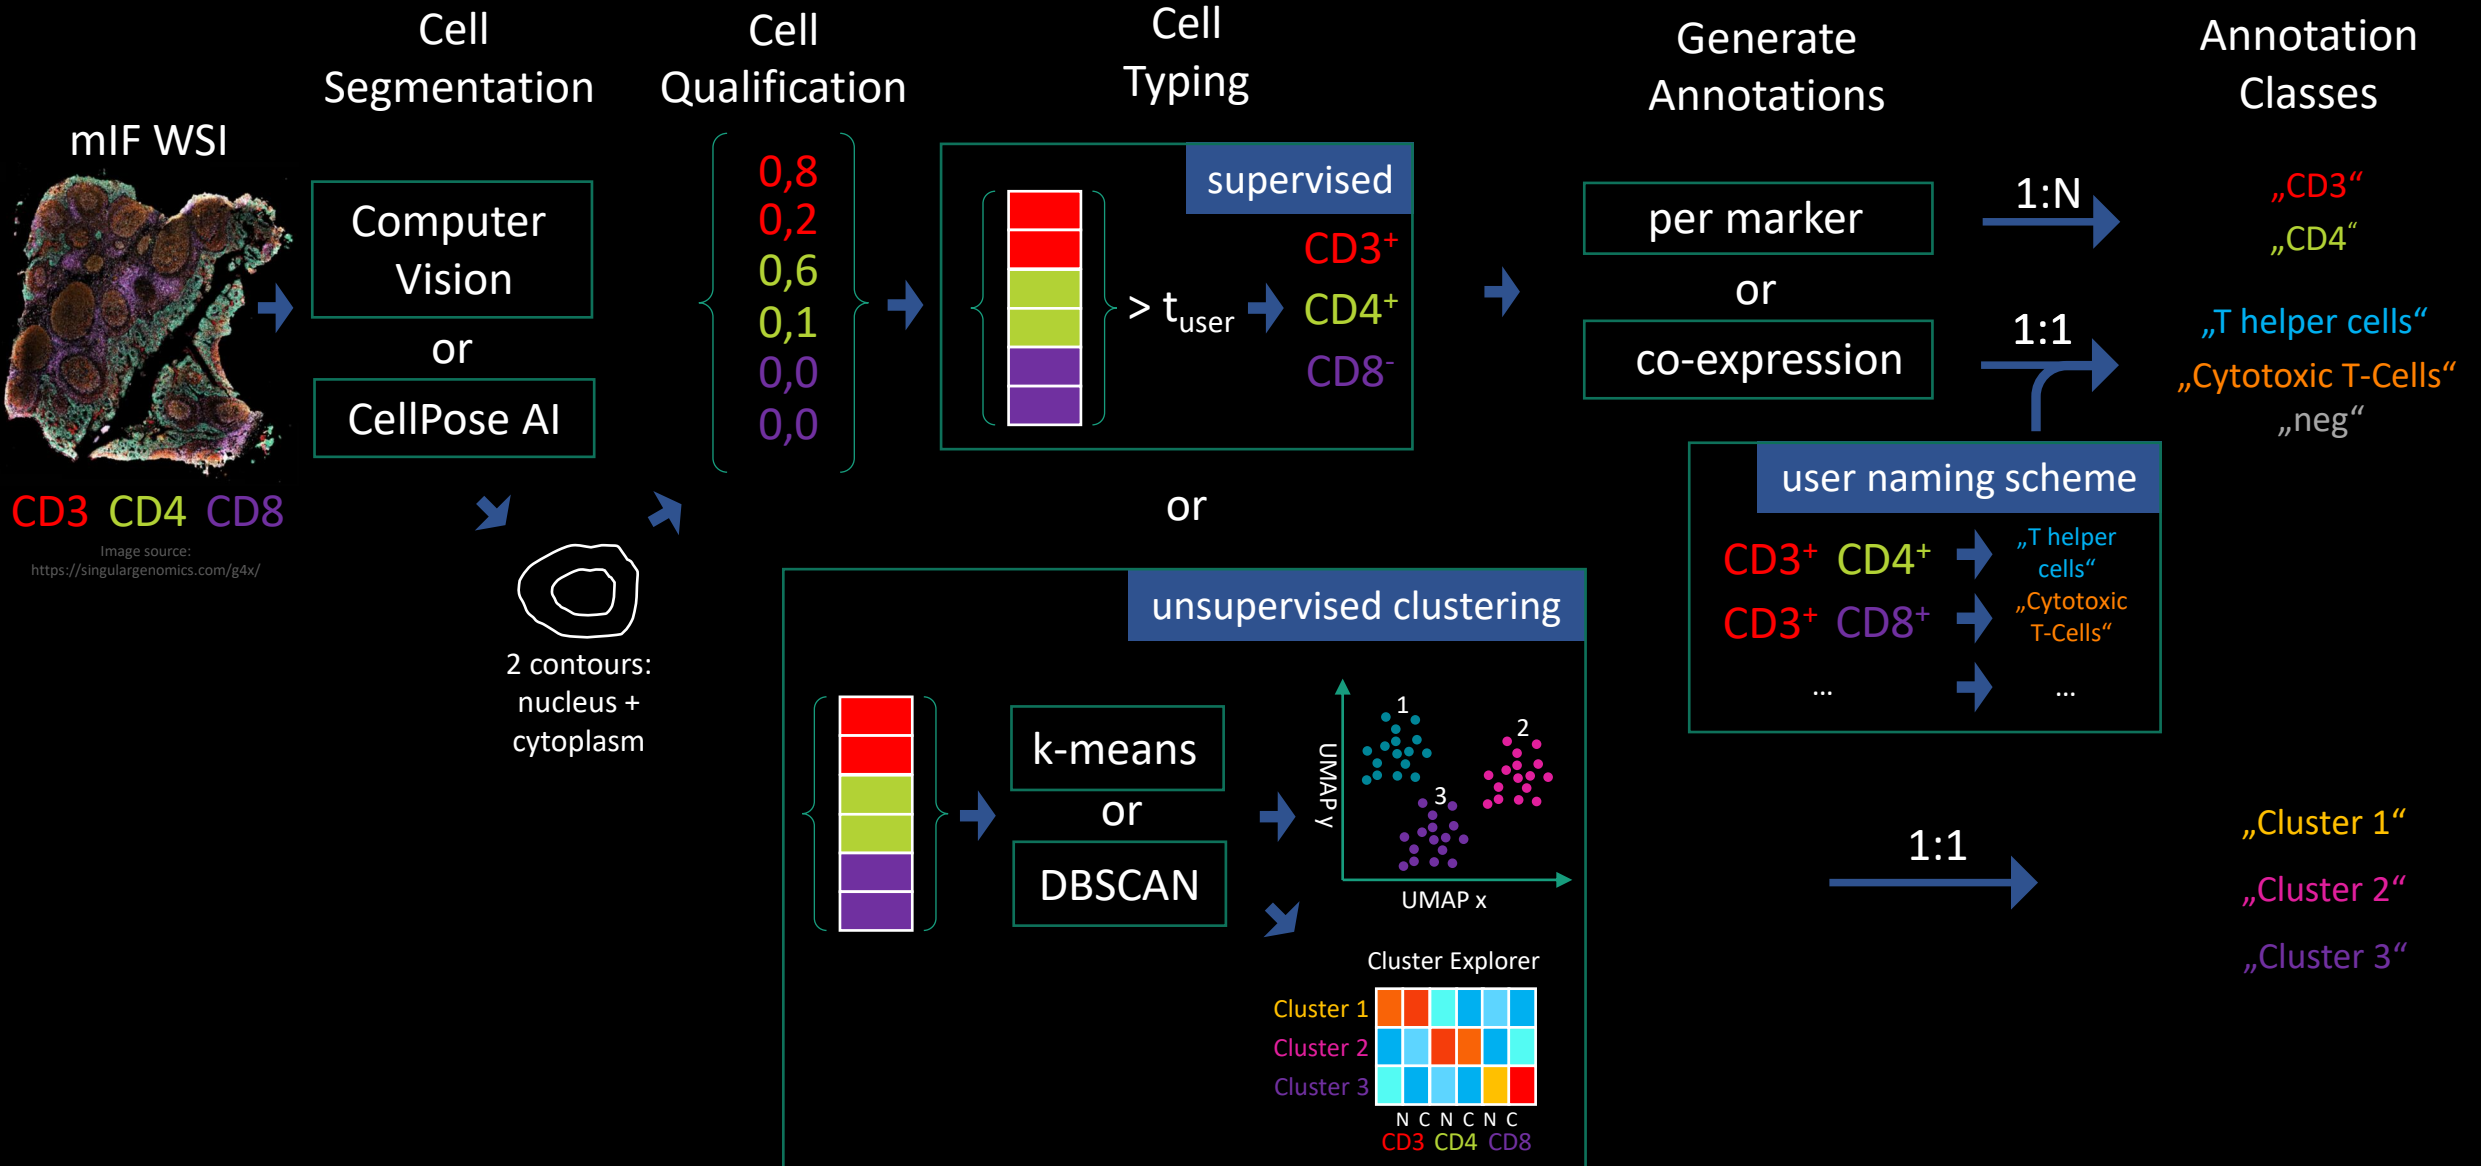 mIF WSI
CD3 CD4 CD8
Image source:
https://singulargenomics.com/g4x/
Cell
Segmentation
Computer
Vision
or
CellPose AI
2 contours:
nucleus +
cytoplasm
Cell
Qualification
0,8
0,2
0,6
0,1
0,0
0,0
Cell
Typing
supervised
> tuser
CD3⁺
CD4⁺
CD8⁻
or
unsupervised clustering
k-means
or
DBSCAN
1
2
3
UMAP y
UMAP x
Cluster Explorer
Cluster 1
Cluster 2
Cluster 3
N C N C N C
CD3 CD4 CD8
Generate
Annotations
per marker
or
co-expression
1:N
1:1
user naming scheme
CD3⁺ CD4⁺
„T helper
cells“
CD3⁺ CD8⁺
„Cytotoxic
T-Cells“
... ...
1:1
Annotation
Classes
„CD3“
„CD4“
„T helper cells“
„Cytotoxic T-Cells“
„neg“
„Cluster 1“
„Cluster 2“
„Cluster 3“